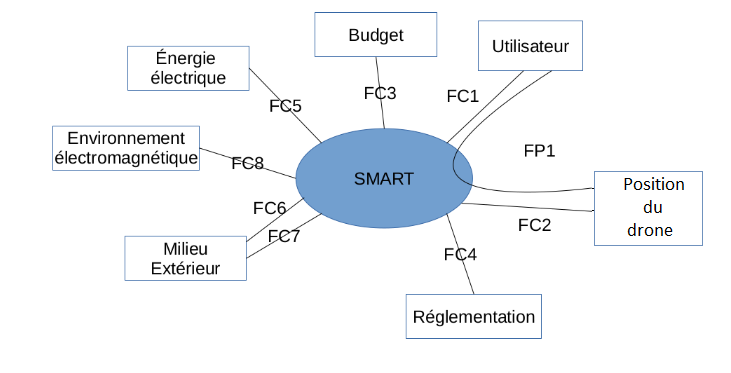 Budget
Utilisateur
Énergie
électrique
FC3
FC1
FC5
Environnement
électromagnétique
FC8
FP1
SMART
Position
du
drone
FC6
FC7
FC2
Milieu
Extérieur
FC4
Réglementation